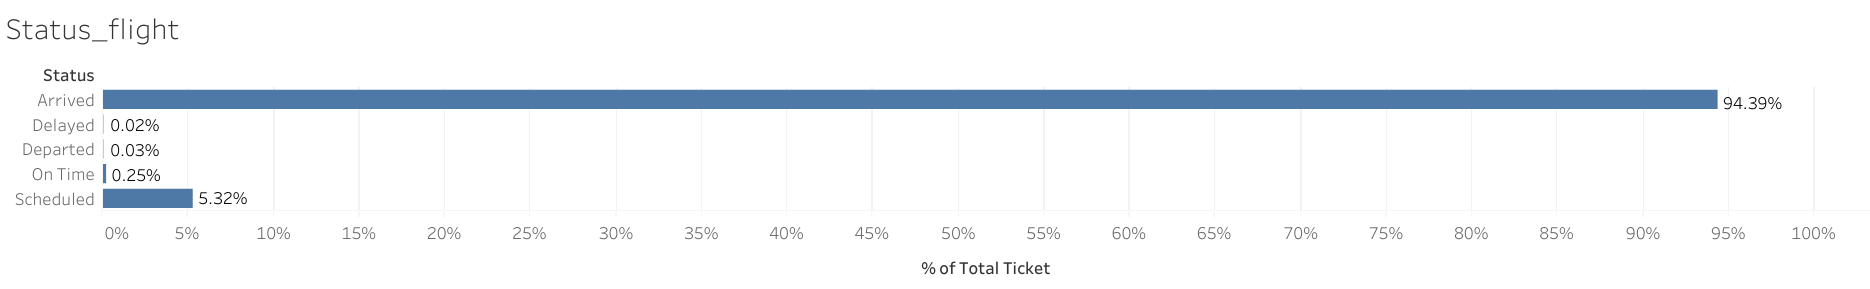 Status_flight
Status
Arrived 94.39%
Delayed 0.02%
Departed 0.03%
On Time 0.25%
Scheduled 5.32%
0% 5% 10% 15% 20% 25% 30% 35% 40% 45% 50% 55% 60% 65% 70% 75% 80% 85% 90% 95% 100%
% of Total Ticket